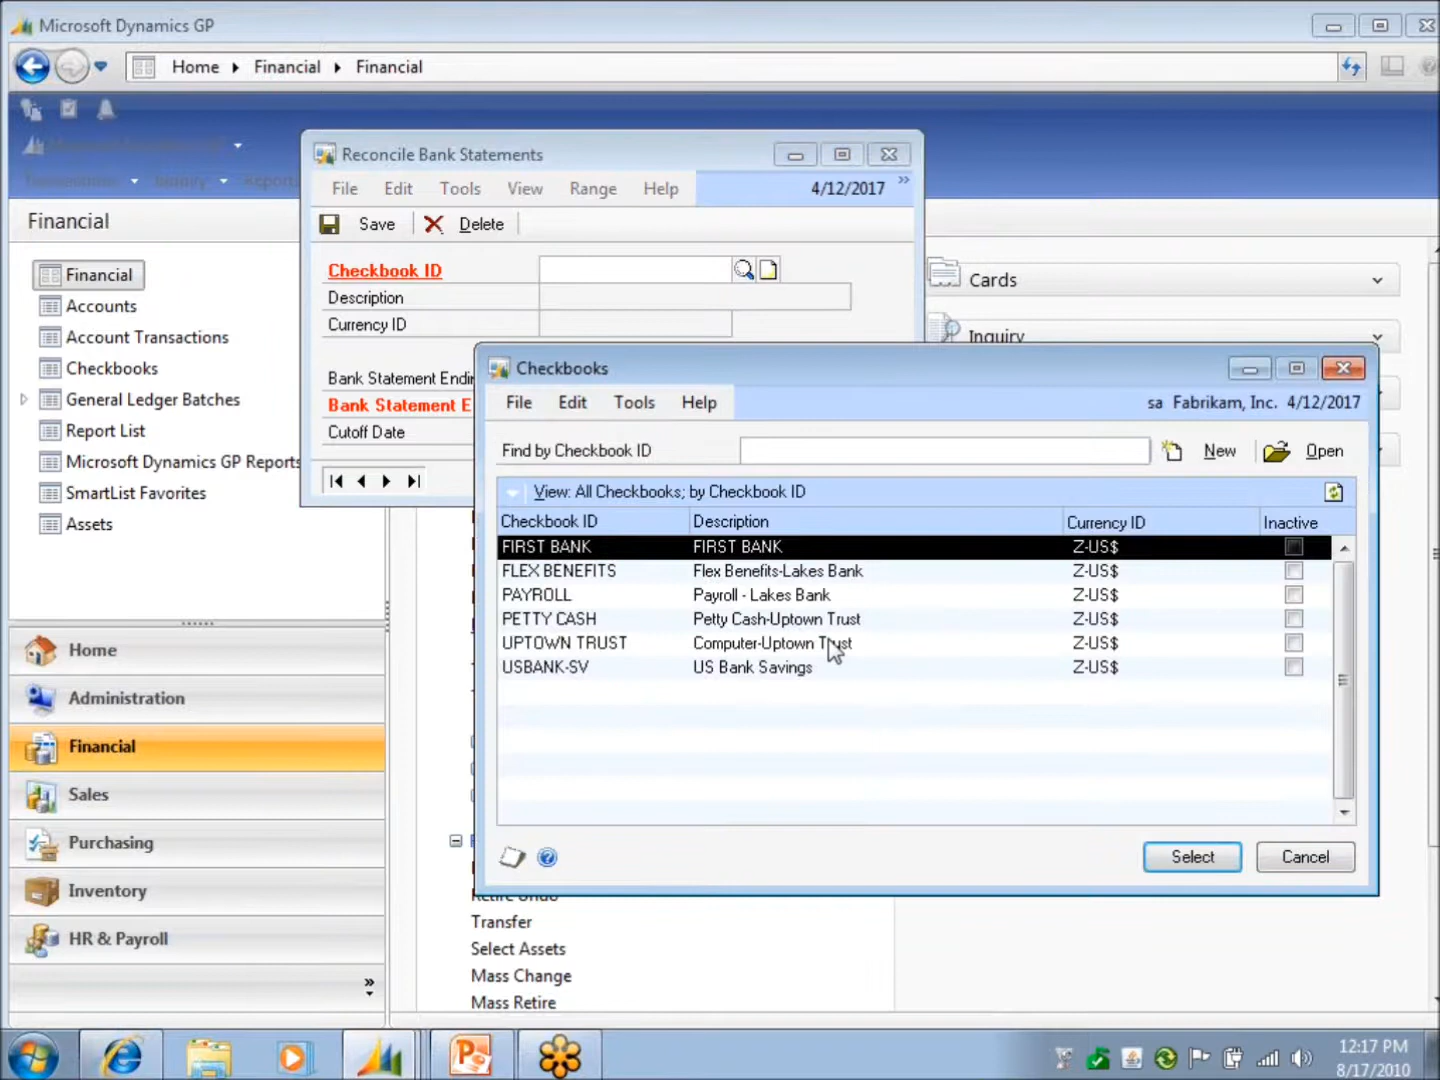 Microsoft Dynamics GP
Home Financial Financial
Reconcile Bank Statements
File Edit Tools View Range Help 4/12/2017
Save Delete
Checkbook ID
Description
Currency ID
Bank Statement Endin
Bank Statement E
Cutoff Date
Financial
Financial
Accounts
Account Transactions
Checkbooks
General Ledger Batches
Report List
Microsoft Dynamics GP Reports
SmartList Favorites
Assets
Home
Administration
Financial
Sales
Purchasing
Inventory
HR & Payroll
Cards
Inquiry
Checkbooks
File Edit Tools Help sa Fabrikam, Inc. 4/12/2017
Find by Checkbook ID New Open
View: All Checkbooks; by Checkbook ID
Checkbook ID Description Currency ID Inactive
FIRST BANK FIRST BANK Z-US$
FLEX BENEFITS Flex Benefits-Lakes Bank Z-US$
PAYROLL Payroll - Lakes Bank Z-US$
PETTY CASH Petty Cash-Uptown Trust Z-US$
UPTOWN TRUST Computer-Uptown Trust Z-US$
USBANK-SV US Bank Savings Z-US$
Select Cancel
Retire Undo
Transfer
Select Assets
Mass Change
Mass Retire
12:17 PM
8/17/2010